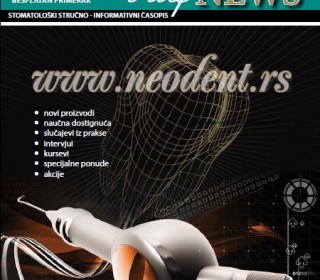 BESPLATAN PRIMERAK
NEWS
STOMATOLOŠKI STRUČNO - INFORMATIVNI ČASOPIS
www.neodent.rs
• novi proizvodi
• naučna dostignuća
• slučajevi iz prakse
• intervjui
• kursevi
• specijalne ponude
• akcije